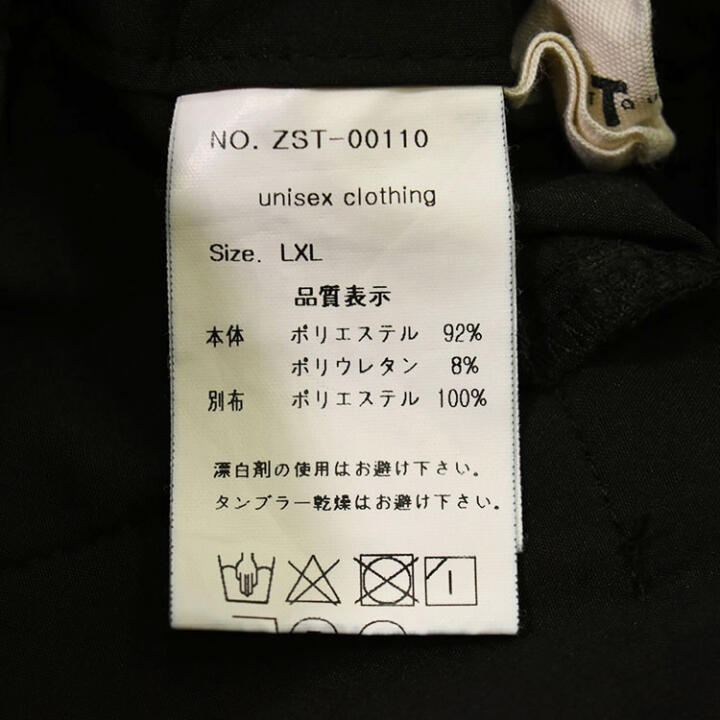 NO. ZST-00110
unisex clothing
Size. LXL
品質表示
本体 ポリエステル 92%
ポリウレタン 8%
別布 ポリエステル 100%
漂白剤の使用はお避け下さい。
タンブラー乾燥はお避け下さい。